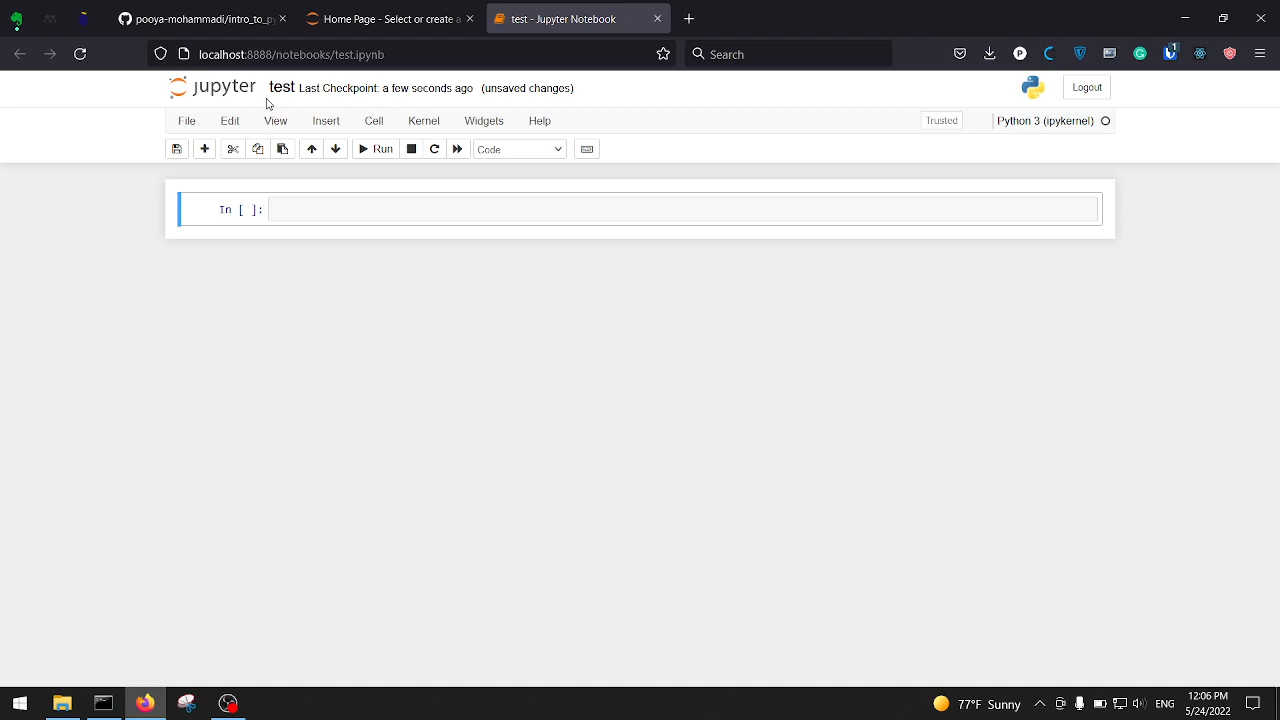 pooya-mohammadi/intro_to_py
Home Page - Select or create a
test - Jupyter Notebook
localhost:8888/notebooks/test.ipynb
Search
jupyter test Last Checkpoint: a few seconds ago (unsaved changes)
Logout
File Edit View Insert Cell Kernel Widgets Help
Trusted
Python 3 (ipykernel)
Run
Code
In [ ]:
77°F Sunny
ENG
12:06 PM
5/24/2022